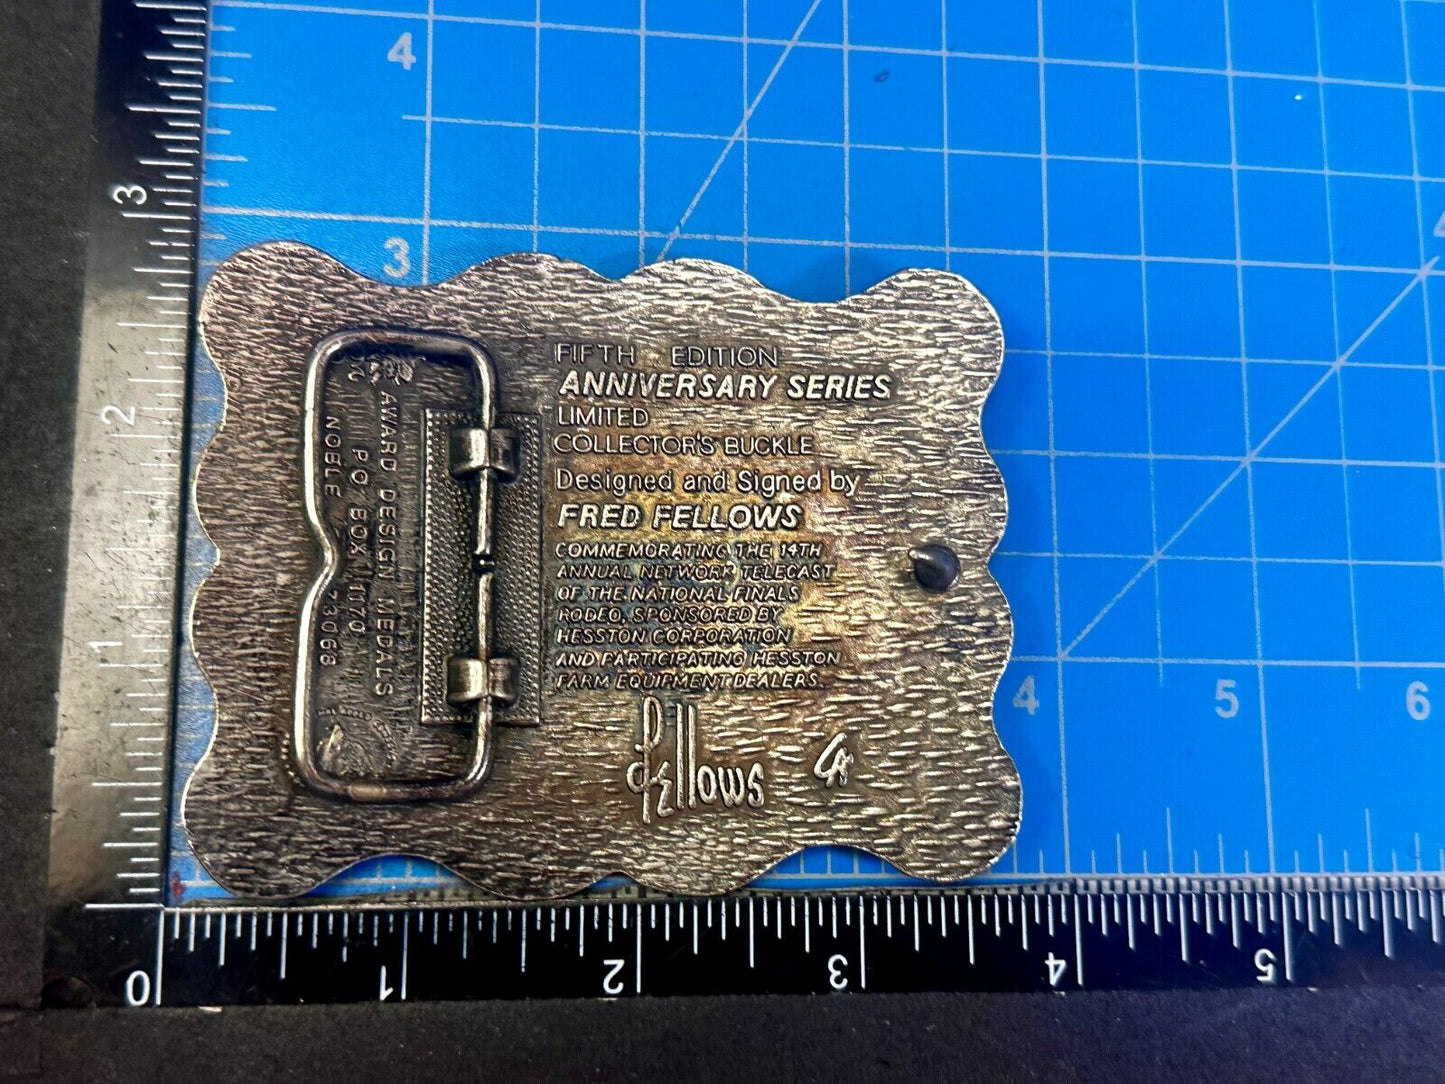 FIFTH EDITION
ANNIVERSARY SERIES
LIMITED
COLLECTOR'S BUCKLE
Designed and Signed by
FRED FELLOWS
COMMEMORATING THE 14TH
ANNUAL NETWORK TELECAST
OF THE NATIONAL FINALS
RODEO, SPONSORED BY
HESSTON CORPORATION
AND PARTICIPATING HESSTON
FARM EQUIPMENT DEALERS.
Fellows
AWARD DESIGN MEDALS
PO BOX 1170
NOBLE 73068
4
3
4
5
6
3
2
1
0
1
2
3
4
5